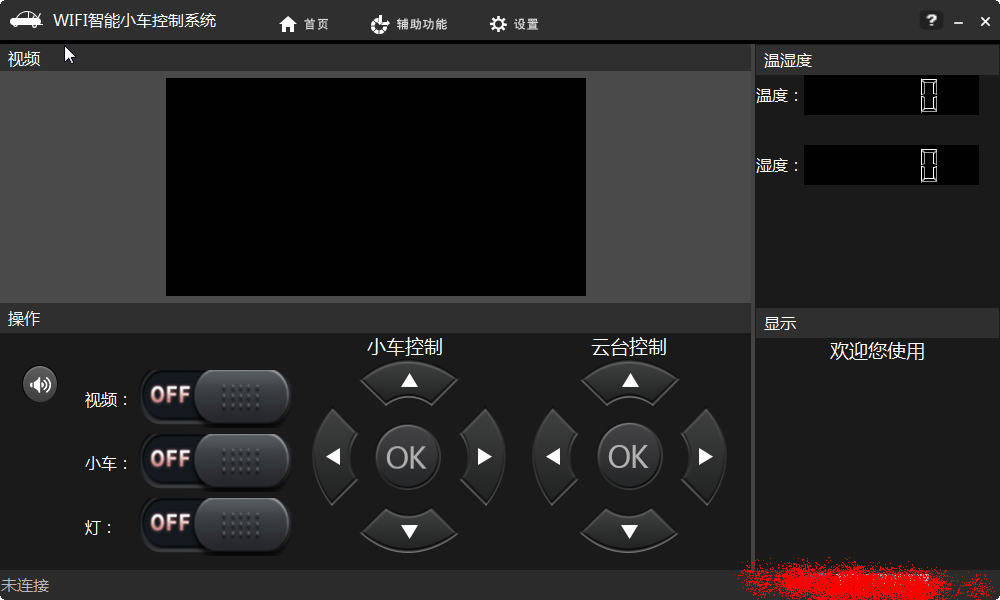 WIFI智能小车控制系统
首页
辅助功能
设置
?
视频
温湿度
温度：
0
湿度：
0
操作
显示
欢迎您使用
小车控制
云台控制
视频：
OFF
小车：
OFF
灯：
OFF
OK
OK
未连接